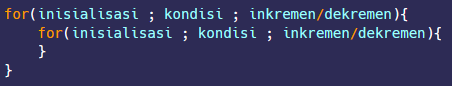 for(inisialisasi ; kondisi ; inkremen/dekremen){
    for(inisialisasi ; kondisi ; inkremen/dekremen){
    }
}